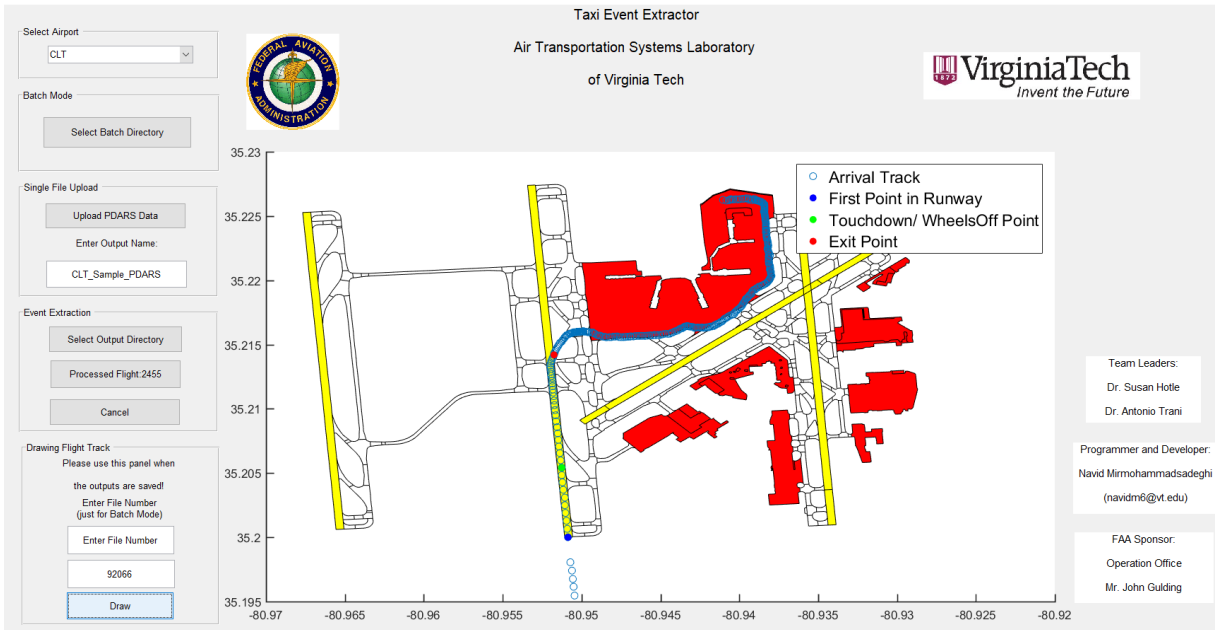 Taxi Event Extractor
Air Transportation Systems Laboratory
of Virginia Tech
FEDERAL AVIATION
ADMINISTRATION
1872
VirginiaTech
Invent the Future
Select Airport
CLT
Batch Mode
Select Batch Directory
Single File Upload
Upload PDARS Data
Enter Output Name:
CLT_Sample_PDARS
Event Extraction
Select Output Directory
Processed Flight:2455
Cancel
Drawing Flight Track
Please use this panel when
the outputs are saved!
Enter File Number
(just for Batch Mode)
Enter File Number
92066
Draw
35.23
35.225
35.22
35.215
35.21
35.205
35.2
35.195
-80.97
-80.965
-80.96
-80.955
-80.95
-80.945
-80.94
-80.935
-80.93
-80.925
-80.92
Arrival Track
First Point in Runway
Touchdown/ WheelsOff Point
Exit Point
Team Leaders:
Dr. Susan Hotle
Dr. Antonio Trani
Programmer and Developer:
Navid Mirmohammadsadeghi
(navidm6@vt.edu)
FAA Sponsor:
Operation Office
Mr. John Gulding